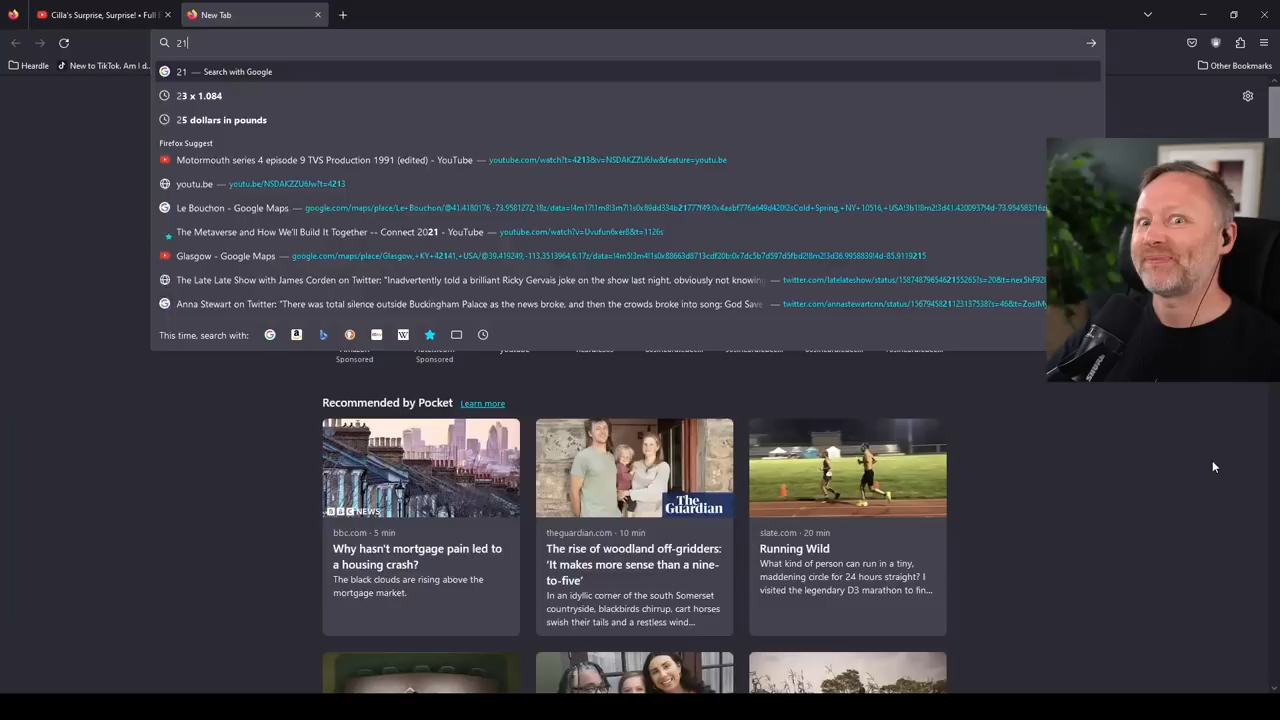 Cilla's Surprise, Surprise! • Full E
New Tab
21
Heardle
New to TikTok. Am I d...
Other Bookmarks
21 — Search with Google
23 x 1.084
25 dollars in pounds
Firefox Suggest
Motormouth series 4 episode 9 TVS Production 1991 (edited) - YouTube — youtube.com/watch?t=4213&v=NSDAKZZU6Jw&feature=youtu.be
youtu.be — youtu.be/NSDAKZZU6Jw?t=4213
Le Bouchon - Google Maps —
The Metaverse and How We'll Build It Together -- Connect 2021 - YouTube — youtube.com/watch?v=Uvufun6xer8&t=1126s
Glasgow - Google Maps —
The Late Late Show with James Corden on Twitter: "Inadvertently told a brilliant Ricky Gervais joke on the show last night, obviously not knowing
Anna Stewart on Twitter: "There was total silence outside Buckingham Palace as the news broke, and then the crowds broke into song: God Save
This time, search with:
Sponsored
Sponsored
youtube
Recommended by Pocket Learn more
BBC NEWS
The Guardian
bbc.com · 5 min
Why hasn't mortgage pain led to
a housing crash?
The black clouds are rising above the
mortgage market.
theguardian.com · 10 min
The rise of woodland off-gridders:
'It makes more sense than a nine-
to-five'
In an idyllic corner of the south Somerset
countryside, blackbirds chirrup, cart horses
swish their tails and a restless wind...
slate.com · 20 min
Running Wild
What kind of person can run in a tiny,
maddening circle for 24 hours straight? I
visited the legendary D3 marathon to fin...
SHURE